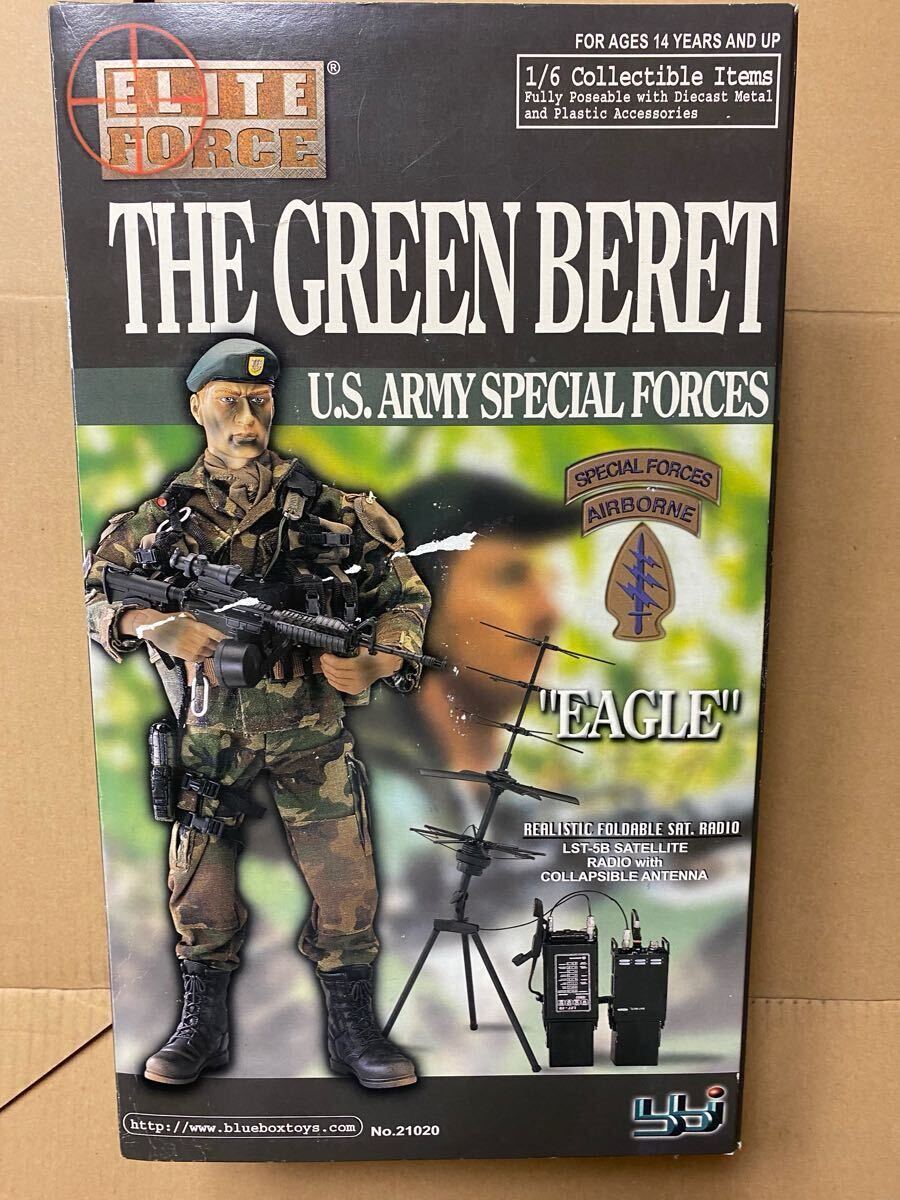 FOR AGES 14 YEARS AND UP
ELITE
FORCE
®
1/6 Collectible Items
Fully Poseable with Diecast Metal
and Plastic Accessories
THE GREEN BERET
U.S. ARMY SPECIAL FORCES
SPECIAL FORCES
AIRBORNE
"EAGLE"
REALISTIC FOLDABLE SAT. RADIO
LST-5B SATELLITE
RADIO with
COLLAPSIBLE ANTENNA
http://www.blueboxtoys.com
No.21020
bbi